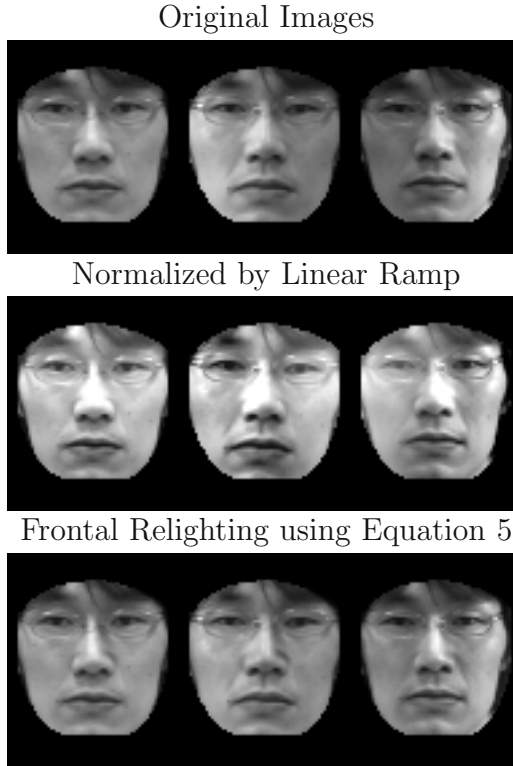 Original Images
Normalized by Linear Ramp
Frontal Relighting using Equation 5